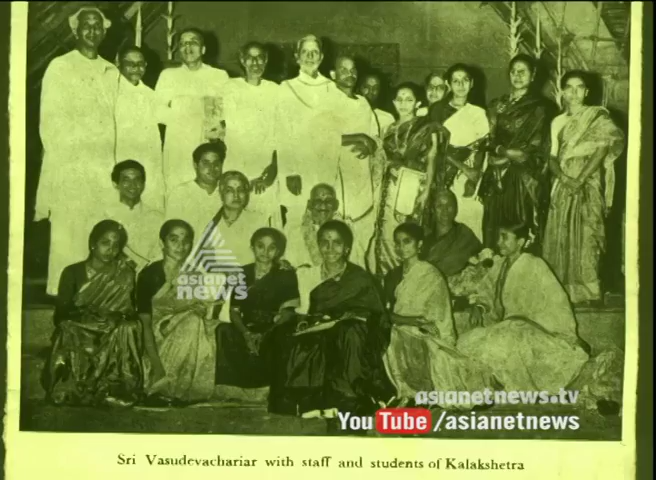 asianet
news
asianetnews.tv
You Tube /asianetnews
Sri Vasudevachariar with staff and students of Kalakshetra